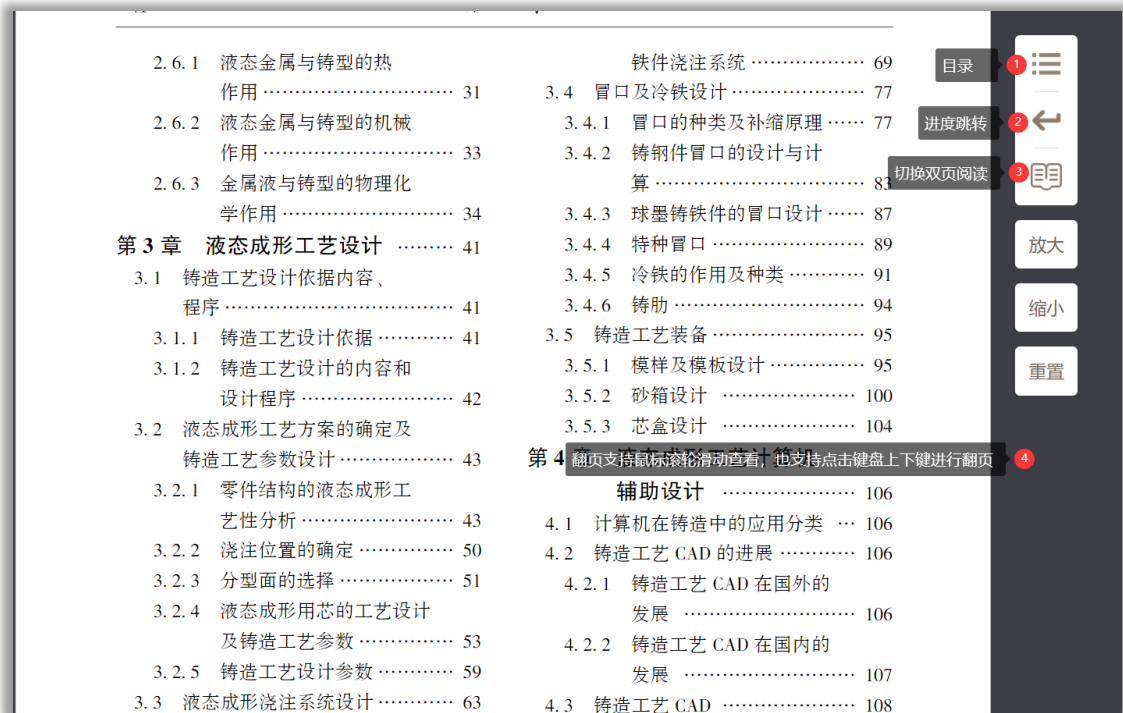 2.6.1 液态金属与铸型的热
作用 ………………………… 31
2.6.2 液态金属与铸型的机械
作用 ………………………… 33
2.6.3 金属液与铸型的物理化
学作用 ……………………… 34
第3章 液态成形工艺设计 ……… 41
3.1 铸造工艺设计依据内容、
程序 ……………………………… 41
3.1.1 铸造工艺设计依据 ………… 41
3.1.2 铸造工艺设计的内容和
设计程序 …………………… 42
3.2 液态成形工艺方案的确定及
铸造工艺参数设计 ……………… 43
3.2.1 零件结构的液态成形工
艺性分析 …………………… 43
3.2.2 浇注位置的确定 …………… 50
3.2.3 分型面的选择 ……………… 51
3.2.4 液态成形用芯的工艺设计
及铸造工艺参数 …………… 53
3.2.5 铸造工艺设计参数 ………… 59
3.3 液态成形浇注系统设计 ………… 63
铁件浇注系统 ……………… 69
3.4 冒口及冷铁设计 ………………… 77
3.4.1 冒口的种类及补缩原理 …… 77
3.4.2 铸钢件冒口的设计与计
算 …………………………… 83
3.4.3 球墨铸铁件的冒口设计 …… 87
3.4.4 特种冒口 …………………… 89
3.4.5 冷铁的作用及种类 ………… 91
3.4.6 铸肋 ………………………… 94
3.5 铸造工艺装备 …………………… 95
3.5.1 模样及模板设计 …………… 95
3.5.2 砂箱设计 ………………… 100
3.5.3 芯盒设计 ………………… 104
第4章 液态成形工艺计算机
辅助设计 ………………… 106
4.1 计算机在铸造中的应用分类 … 106
4.2 铸造工艺 CAD 的进展 ………… 106
4.2.1 铸造工艺 CAD 在国外的
发展 ……………………… 106
4.2.2 铸造工艺 CAD 在国内的
发展 ……………………… 107
4.3 铸造工艺 CAD ………………… 108
目录 1
进度跳转 2
切换双页阅读 3
放大
缩小
重置
翻页支持鼠标滚轮滑动查看，也支持点击键盘上下键进行翻页 4